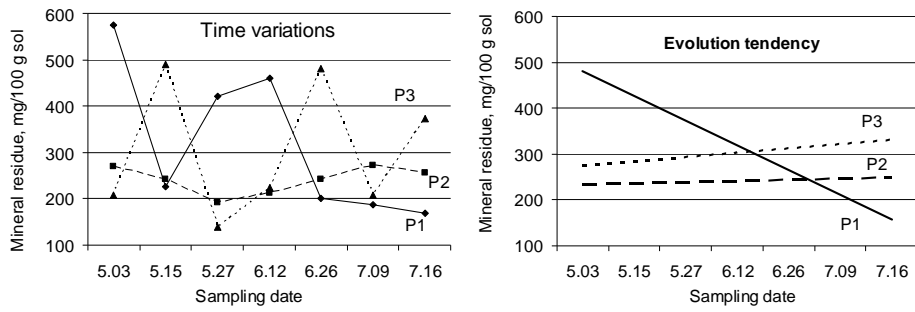 Time variations
Mineral residue, mg/100 g sol
600
500
400
300
200
100
P3
P2
P1
5.03 5.15 5.27 6.12 6.26 7.09 7.16
Sampling date
Evolution tendency
Mineral residue, mg/100 g sol
600
500
400
300
200
100
P3
P2
P1
5.03 5.15 5.27 6.12 6.26 7.09 7.16
Sampling date